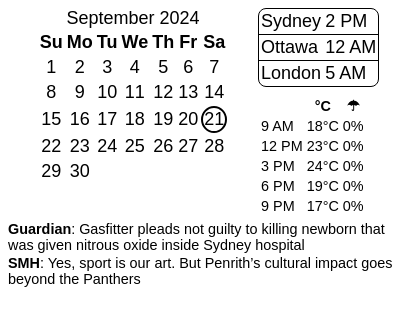 September 2024
Su Mo Tu We Th Fr Sa
1 2 3 4 5 6 7
8 9 10 11 12 13 14
15 16 17 18 19 20 21
22 23 24 25 26 27 28
29 30
Sydney 2 PM
Ottawa 12 AM
London 5 AM
°C ☂
9 AM 18°C 0%
12 PM 23°C 0%
3 PM 24°C 0%
6 PM 19°C 0%
9 PM 17°C 0%
Guardian: Gasfitter pleads not guilty to killing newborn that
was given nitrous oxide inside Sydney hospital
SMH: Yes, sport is our art. But Penrith’s cultural impact goes
beyond the Panthers